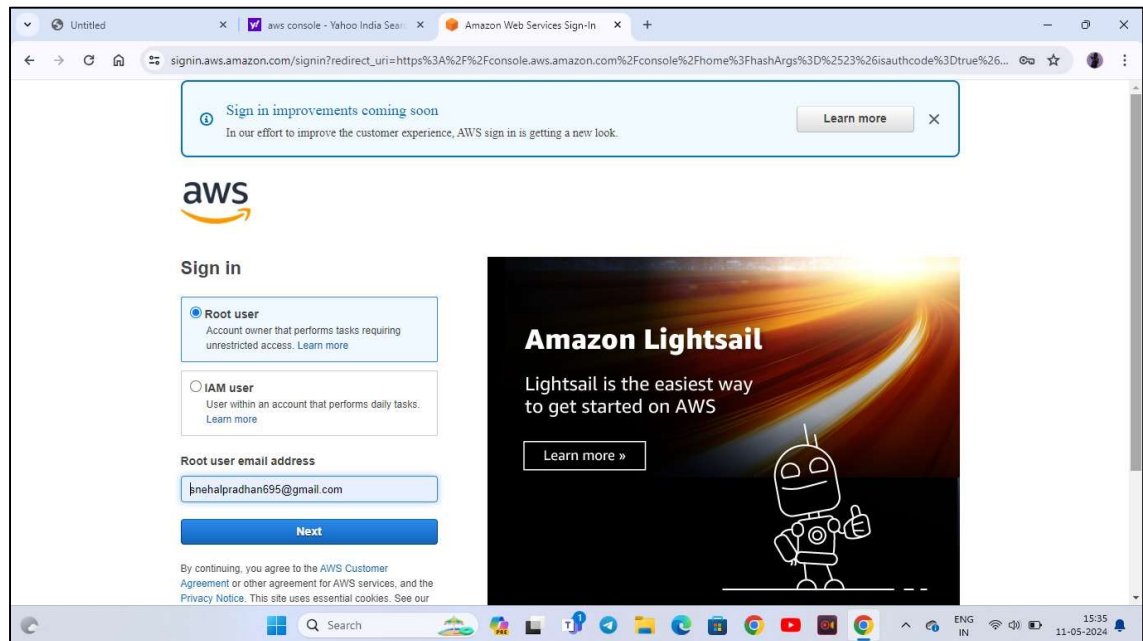 Untitled
aws console - Yahoo India Sear
Amazon Web Services Sign-In
signin.aws.amazon.com/signin?redirect_uri=https%3A%2F%2Fconsole.aws.amazon.com%2Fconsole%2Fhome%3FhashArgs%3D%2523%26isauthcode%3Dtrue%26...
Sign in improvements coming soon
In our effort to improve the customer experience, AWS sign in is getting a new look.
Learn more
aws
Sign in
Root user
Account owner that performs tasks requiring
unrestricted access. Learn more
IAM user
User within an account that performs daily tasks.
Learn more
Root user email address
snehalpradhan695@gmail.com
Next
By continuing, you agree to the AWS Customer
Agreement or other agreement for AWS services, and the
Privacy Notice. This site uses essential cookies. See our
Amazon Lightsail
Lightsail is the easiest way
to get started on AWS
Learn more »
Search
PRE
ENG
IN
15:35
11-05-2024